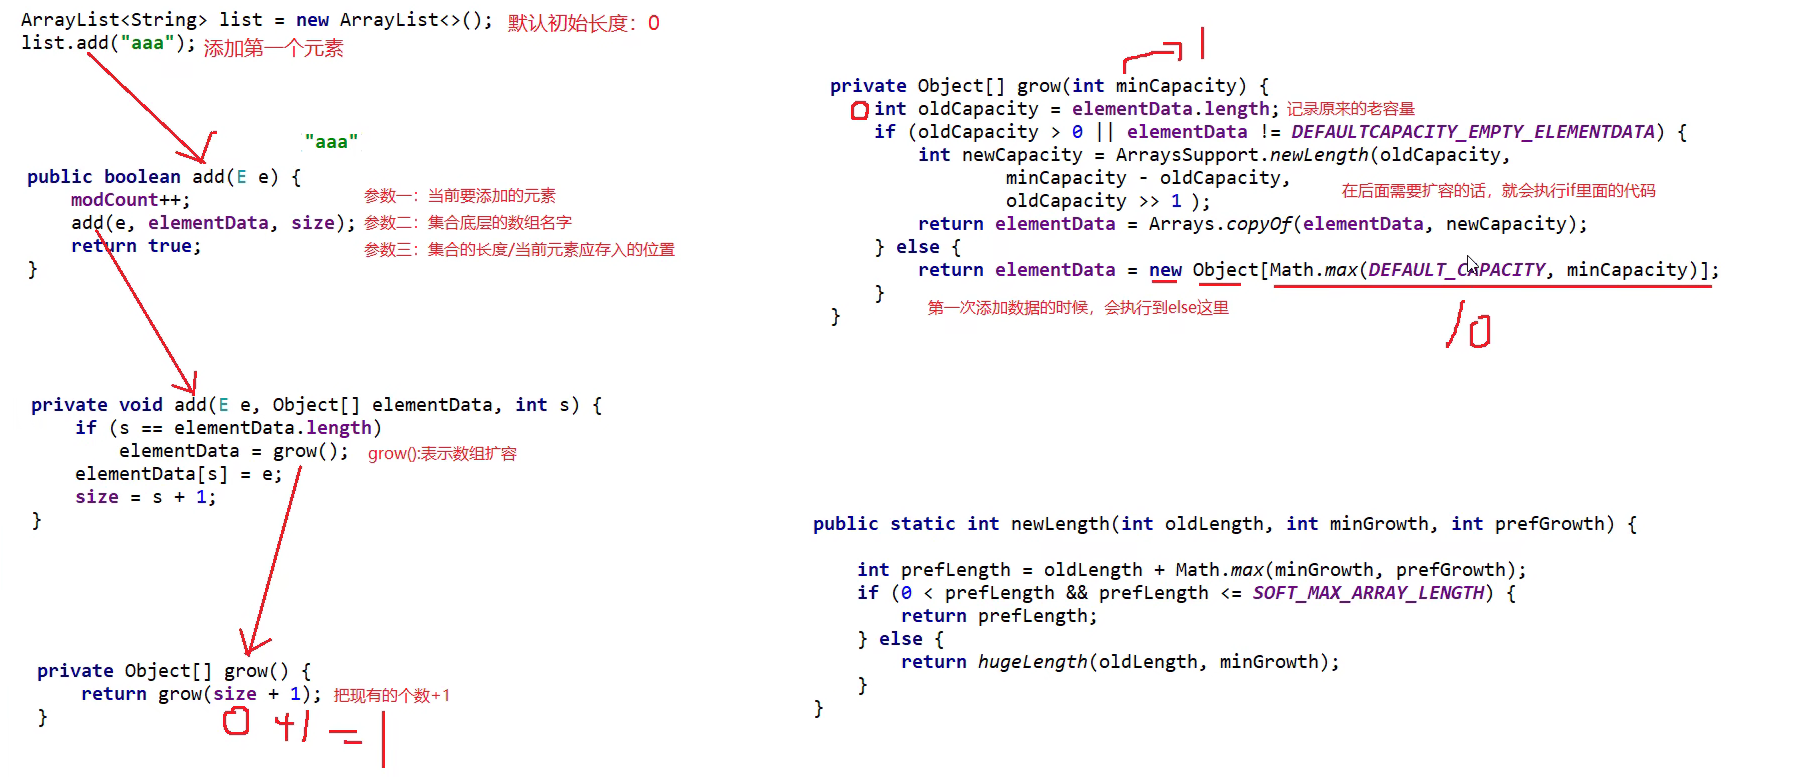 ArrayList<String> list = new ArrayList<>(); 默认初始长度：0
list.add("aaa"); 添加第一个元素
"aaa"
public boolean add(E e) {
modCount++; 参数一：当前要添加的元素
add(e, elementData, size); 参数二：集合底层的数组名字
return true; 参数三：集合的长度/当前元素应存入的位置
}
private void add(E e, Object[] elementData, int s) {
if (s == elementData.length)
elementData = grow(); grow():表示数组扩容
elementData[s] = e;
size = s + 1;
}
private Object[] grow() {
return grow(size + 1); 把现有的个数+1
}
0 +1 = 1
1
private Object[] grow(int minCapacity) {
0 int oldCapacity = elementData.length; 记录原来的老容量
if (oldCapacity > 0 || elementData != DEFAULTCAPACITY_EMPTY_ELEMENTDATA) {
int newCapacity = ArraysSupport.newLength(oldCapacity,
minCapacity - oldCapacity, 在后面需要扩容的话，就会执行if里面的代码
oldCapacity >> 1 );
return elementData = Arrays.copyOf(elementData, newCapacity);
} else {
return elementData = new Object[Math.max(DEFAULT_CAPACITY, minCapacity)];
}
第一次添加数据的时候，会执行到else这里
}
10
public static int newLength(int oldLength, int minGrowth, int prefGrowth) {
int prefLength = oldLength + Math.max(minGrowth, prefGrowth);
if (0 < prefLength && prefLength <= SOFT_MAX_ARRAY_LENGTH) {
return prefLength;
} else {
return hugeLength(oldLength, minGrowth);
}
}